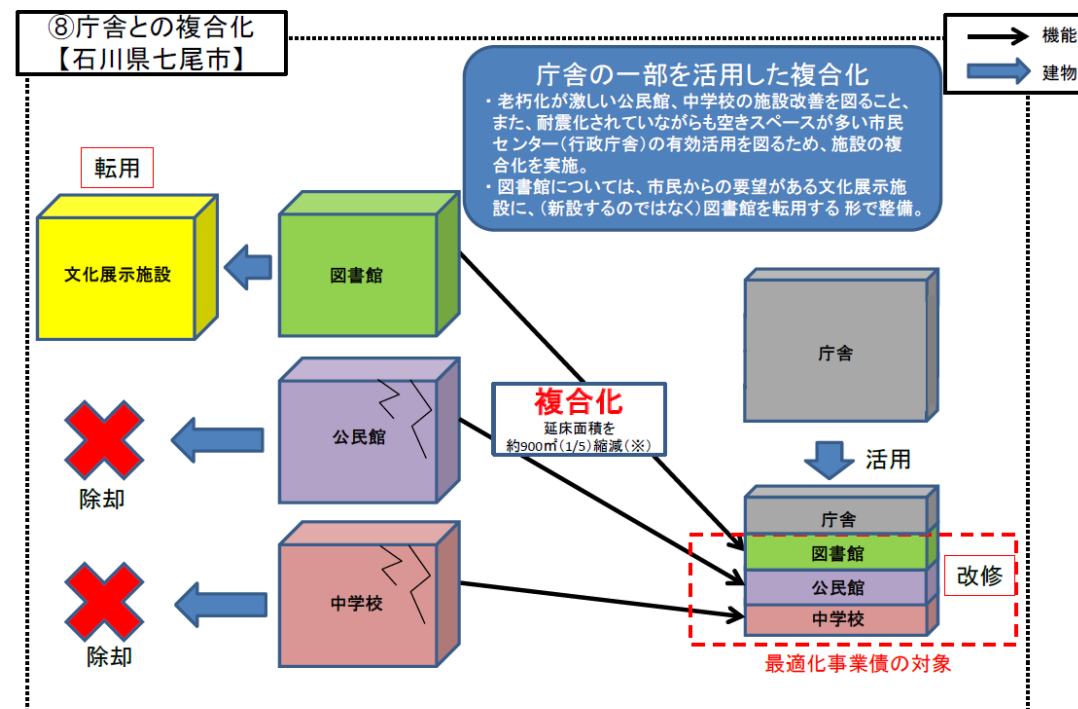 ⑧庁舎との複合化
【石川県七尾市】
機能
建物
庁舎の一部を活用した複合化
・老朽化が激しい公民館、中学校の施設改善を図ること、
また、耐震化されていながらも空きスペースが多い市民
センター(行政庁舎)の有効活用を図るため、施設の複
合化を実施。
・図書館については、市民からの要望がある文化展示施
設に、(新設するのではなく)図書館を転用する 形で整備。
転用
文化展示施設
図書館
庁舎
複合化
延床面積を
約900㎡(1/5)縮減(※)
公民館
除却
活用
庁舎
図書館
公民館
中学校
改修
中学校
除却
最適化事業債の対象